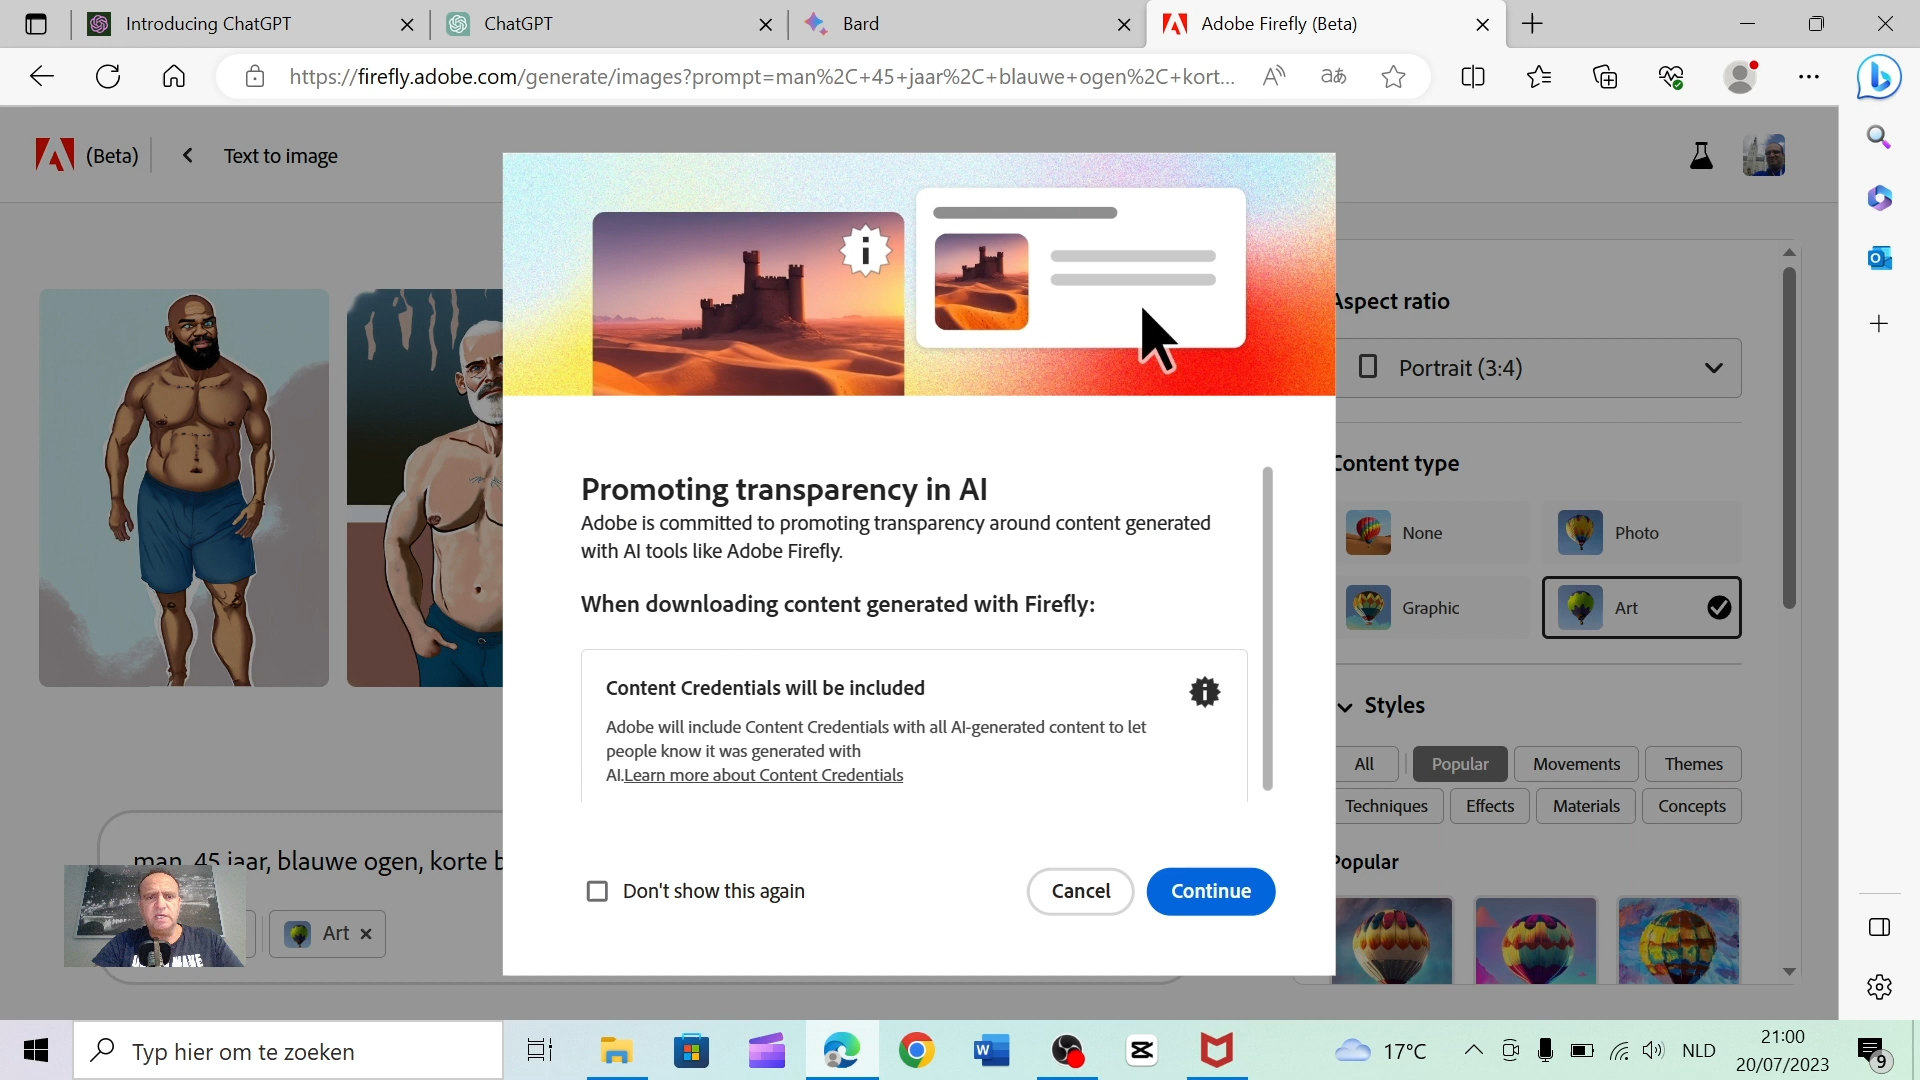 Introducing ChatGPT
ChatGPT
Bard
Adobe Firefly (Beta)
https://firefly.adobe.com/generate/images?prompt=man%2C+45+jaar%2C+blauwe+ogen%2C+kort...
(Beta)
Text to image
Aspect ratio
Portrait (3:4)
Content type
None
Photo
Graphic
Art
Styles
All
Popular
Movements
Themes
Techniques
Effects
Materials
Concepts
Popular
Promoting transparency in AI
Adobe is committed to promoting transparency around content generated
with AI tools like Adobe Firefly.
When downloading content generated with Firefly:
Content Credentials will be included
Adobe will include Content Credentials with all AI-generated content to let
people know it was generated with
AI.Learn more about Content Credentials
Don't show this again
Cancel
Continue
man, 45 jaar, blauwe ogen, korte b
Art
Typ hier om te zoeken
17°C
NLD
21:00
20/07/2023
9